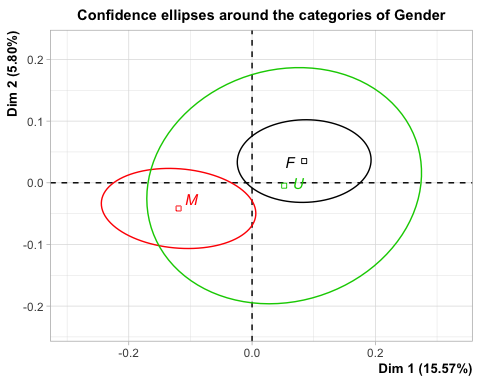 Confidence ellipses around the categories of Gender
Dim 2 (5.80%)
0.2
0.1
0.0
-0.1
-0.2
F
U
M
-0.2
0.0
0.2
Dim 1 (15.57%)